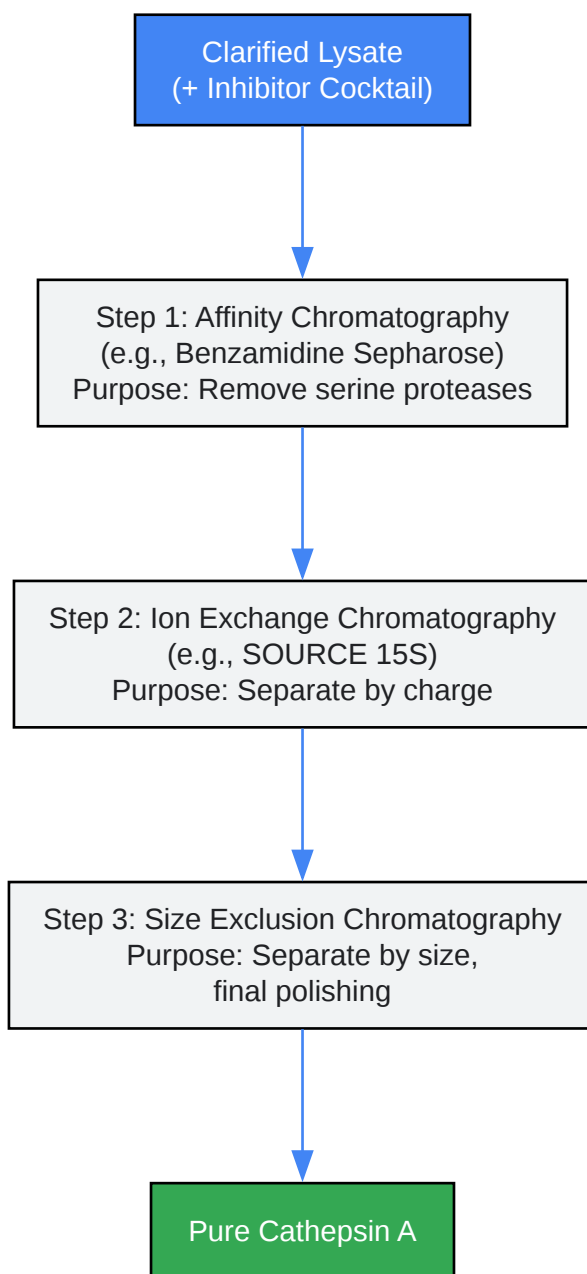 Clarified Lysate
(+ Inhibitor Cocktail)
Step 1: Affinity Chromatography
(e.g., Benzamidine Sepharose)
Purpose: Remove serine proteases
Step 2: Ion Exchange Chromatography
(e.g., SOURCE 15S)
Purpose: Separate by charge
Step 3: Size Exclusion Chromatography
Purpose: Separate by size,
final polishing
Pure Cathepsin A